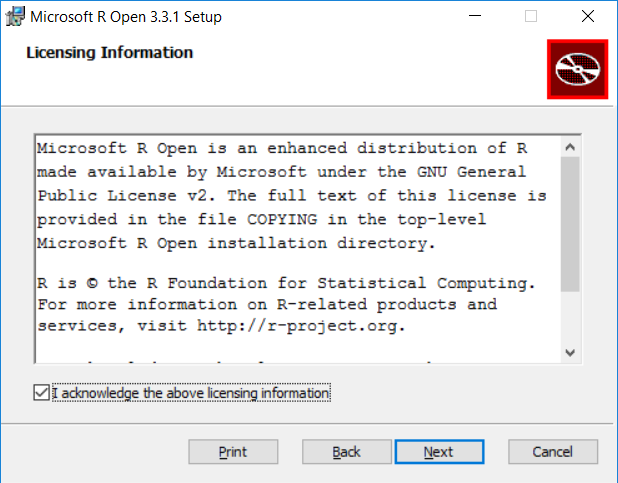 Microsoft R Open 3.3.1 Setup
Licensing Information
Microsoft R Open is an enhanced distribution of R
made available by Microsoft under the GNU General
Public License v2. The full text of this license is
provided in the file COPYING in the top-level
Microsoft R Open installation directory.
R is © the R Foundation for Statistical Computing.
For more information on R-related products and
services, visit http://r-project.org.
I acknowledge the above licensing information
Print Back Next Cancel